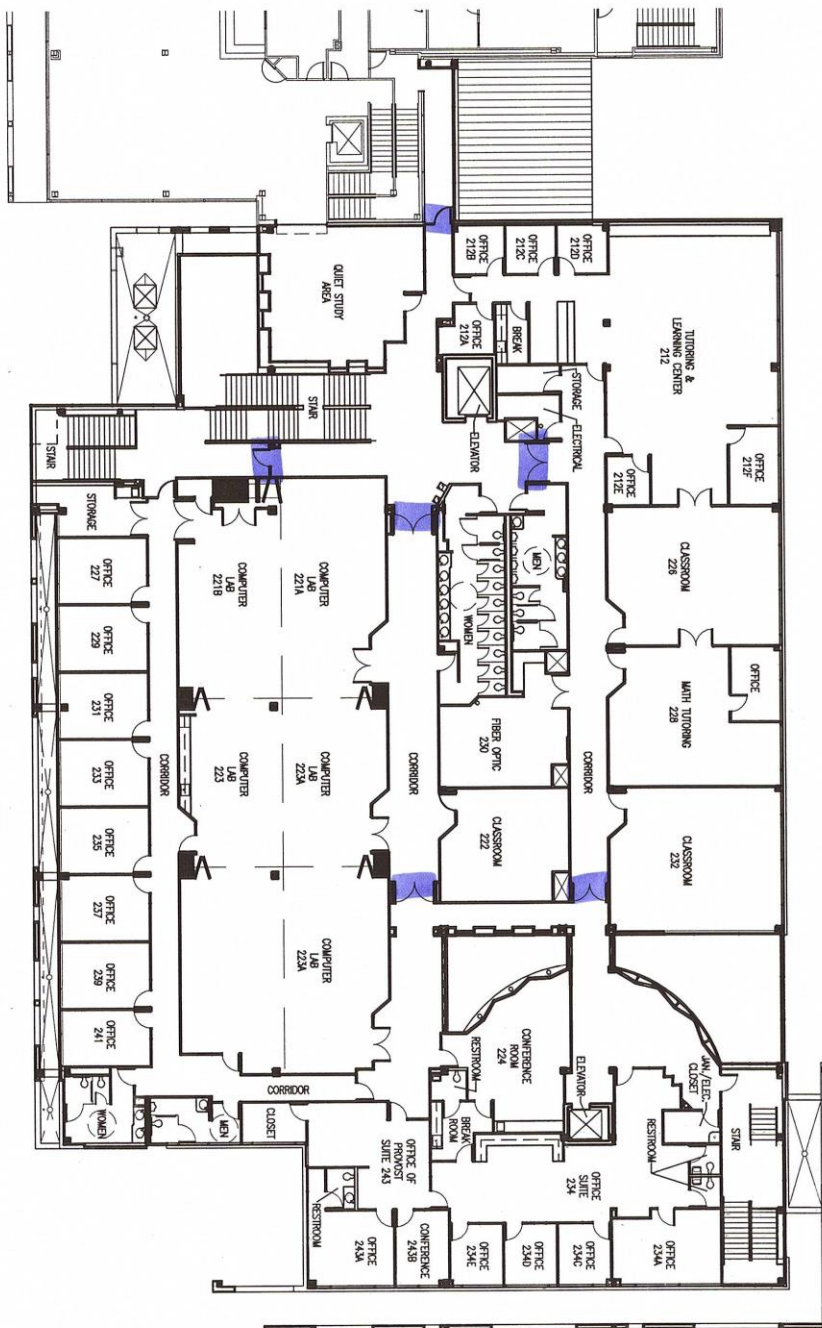 OFFICE
212B
OFFICE
212C
OFFICE
212D
QUIET STUDY
AREA
OFFICE
212A
BREAK
TUTORING &
LEARNING CENTER
212
STAIR
STORAGE
ELEVATOR
ELECTRICAL
OFFICE
212E
OFFICE
212F
STAIR
STORAGE
COMPUTER
LAB
221B
COMPUTER
LAB
221A
MEN
WOMEN
CLASSROOM
226
OFFICE
227
OFFICE
229
OFFICE
231
OFFICE
233
OFFICE
235
OFFICE
237
OFFICE
239
OFFICE
241
CORRIDOR
COMPUTER
LAB
223
COMPUTER
LAB
223A
CORRIDOR
FIBER OPTIC
230
CORRIDOR
MATH TUTORING
228
OFFICE
CLASSROOM
222
CLASSROOM
232
COMPUTER
LAB
223A
CONFERENCE
ROOM
224
RESTROOM
ELEVATOR
JAN./ELEC.
CLOSET
WOMEN
MEN
CORRIDOR
CLOSET
BREAK
ROOM
RESTROOM
STAIR
OFFICE OF
PROVOST
SUITE 243
OFFICE
SUITE 234
RESTROOM
OFFICE
243A
CONFERENCE
243B
OFFICE
234E
OFFICE
234D
OFFICE
234C
OFFICE
234A